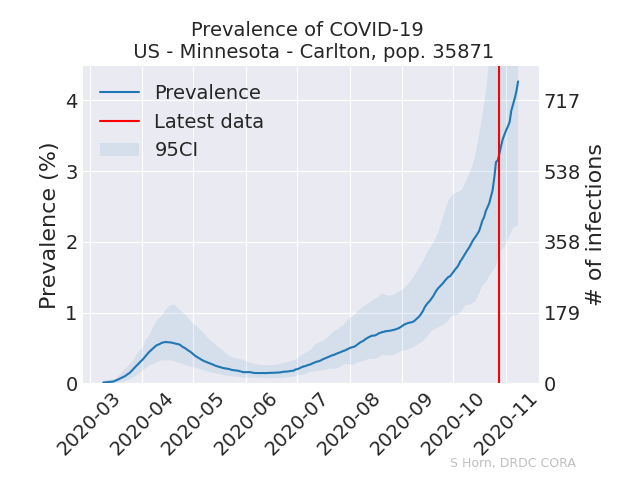 Prevalence of COVID-19
US - Minnesota - Carlton, pop. 35871
Prevalence
Latest data
95CI
Prevalence (%)
4
3
2
1
0
717
538
358
179
0
# of infections
2020-03
2020-04
2020-05
2020-06
2020-07
2020-08
2020-09
2020-10
2020-11
S Horn, DRDC CORA